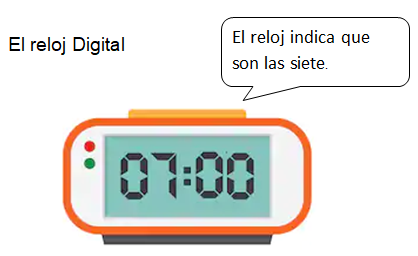 El reloj Digital
El reloj indica que
son las siete.
07:00